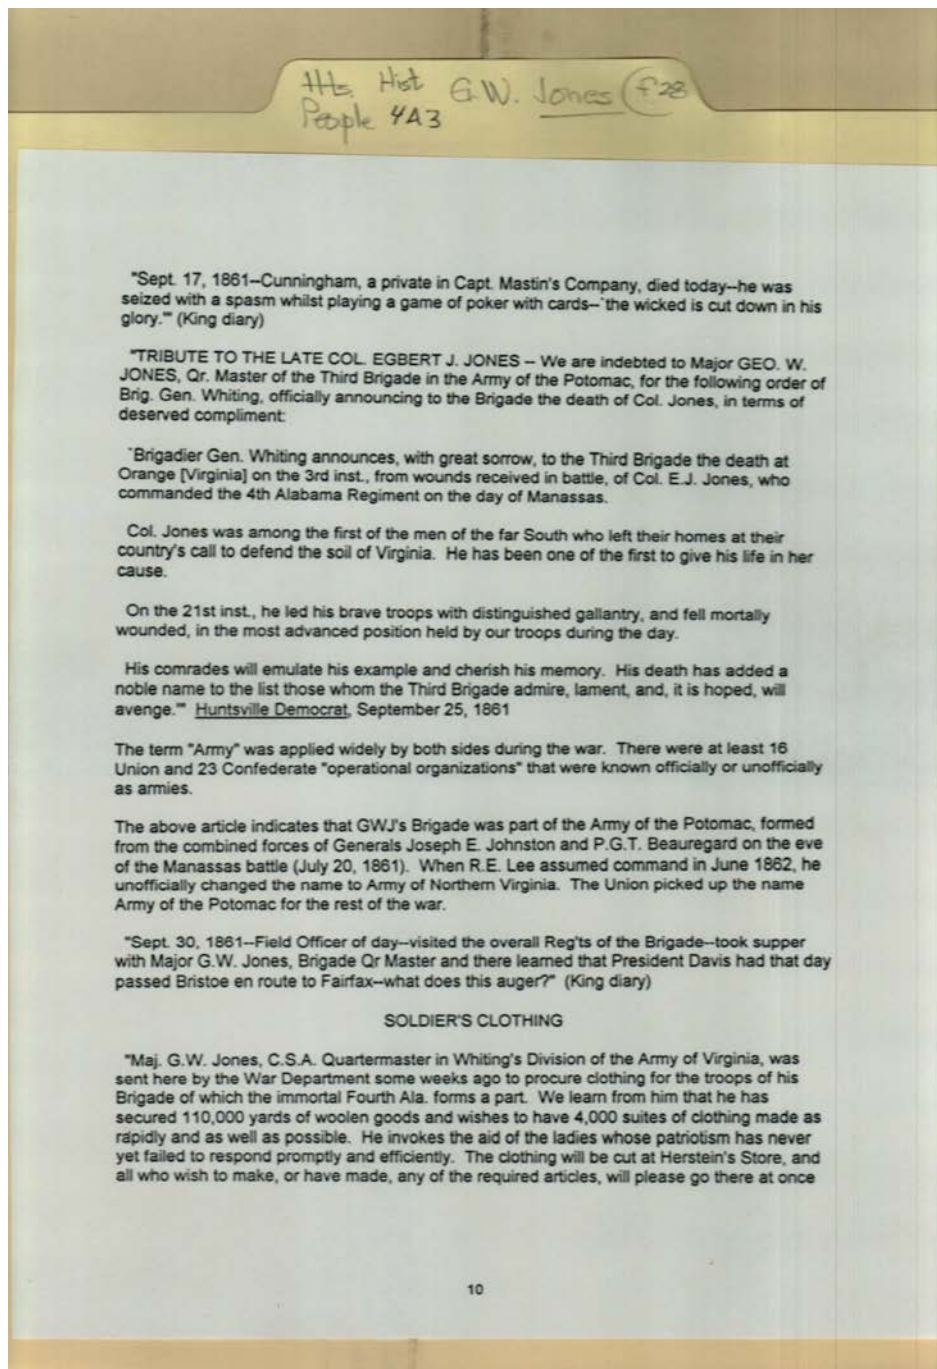 Hts. Hist G.W. Jones f28
People 4A3
"Sept. 17, 1861--Cunningham, a private in Capt. Mastin's Company, died today--he was
seized with a spasm whilst playing a game of poker with cards--`the wicked is cut down in his
glory.'" (King diary)
"TRIBUTE TO THE LATE COL. EGBERT J. JONES – We are indebted to Major GEO. W.
JONES, Qr. Master of the Third Brigade in the Army of the Potomac, for the following order of
Brig. Gen. Whiting, officially announcing to the Brigade the death of Col. Jones, in terms of
deserved compliment:
`Brigadier Gen. Whiting announces, with great sorrow, to the Third Brigade the death at
Orange [Virginia] on the 3rd inst., from wounds received in battle, of Col. E.J. Jones, who
commanded the 4th Alabama Regiment on the day of Manassas.
Col. Jones was among the first of the men of the far South who left their homes at their
country's call to defend the soil of Virginia. He has been one of the first to give his life in her
cause.
On the 21st inst., he led his brave troops with distinguished gallantry, and fell mortally
wounded, in the most advanced position held by our troops during the day.
His comrades will emulate his example and cherish his memory. His death has added a
noble name to the list those whom the Third Brigade admire, lament, and, it is hoped, will
avenge.'" Huntsville Democrat, September 25, 1861
The term "Army" was applied widely by both sides during the war. There were at least 16
Union and 23 Confederate "operational organizations" that were known officially or unofficially
as armies.
The above article indicates that GWJ's Brigade was part of the Army of the Potomac, formed
from the combined forces of Generals Joseph E. Johnston and P.G.T. Beauregard on the eve
of the Manassas battle (July 20, 1861). When R.E. Lee assumed command in June 1862, he
unofficially changed the name to Army of Northern Virginia. The Union picked up the name
Army of the Potomac for the rest of the war.
"Sept. 30, 1861--Field Officer of day--visited the overall Reg'ts of the Brigade--took supper
with Major G.W. Jones, Brigade Qr Master and there learned that President Davis had that day
passed Bristoe en route to Fairfax--what does this auger?" (King diary)
SOLDIER'S CLOTHING
"Maj. G.W. Jones, C.S.A. Quartermaster in Whiting's Division of the Army of Virginia, was
sent here by the War Department some weeks ago to procure clothing for the troops of his
Brigade of which the immortal Fourth Ala. forms a part. We learn from him that he has
secured 110,000 yards of woolen goods and wishes to have 4,000 suites of clothing made as
rapidly and as well as possible. He invokes the aid of the ladies whose patriotism has never
yet failed to respond promptly and efficiently. The clothing will be cut at Herstein's Store, and
all who wish to make, or have made, any of the required articles, will please go there at once
10